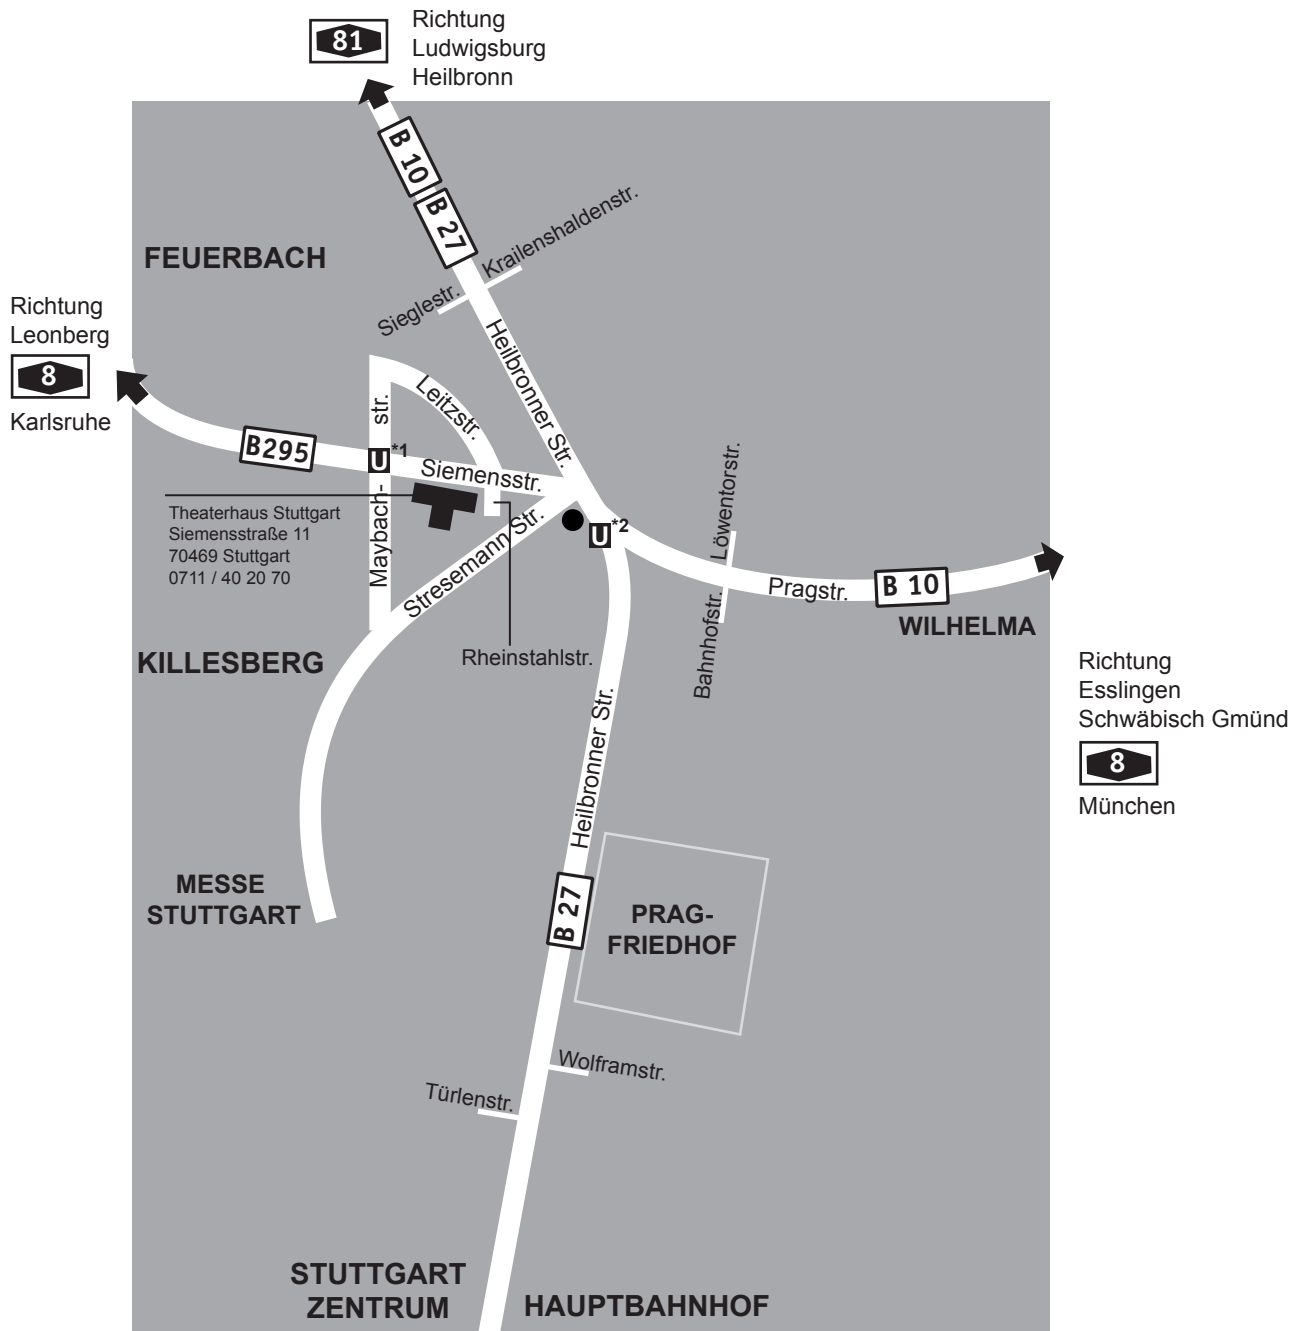 81
Richtung
Ludwigsburg
Heilbronn
B 10
B 27
Krailenshaldenstr.
Sieglestr.
FEUERBACH
Richtung
Leonberg
8
Karlsruhe
Heilbronner Str.
Leitzstr.
Maybach-
str.
B295
U*1
Siemensstr.
Theaterhaus Stuttgart
Siemensstraße 11
70469 Stuttgart
0711 / 40 20 70
Stresemann Str.
U*2
Löwentorstr.
Bahnhofstr.
Pragstr.
B 10
WILHELMA
KILLESBERG
Rheinstahlstr.
Richtung
Esslingen
Schwäbisch Gmünd
8
München
Heilbronner Str.
MESSE
STUTTGART
B 27
PRAG-
FRIEDHOF
Wolframstr.
Türlenstr.
STUTTGART
ZENTRUM
HAUPTBAHNHOF